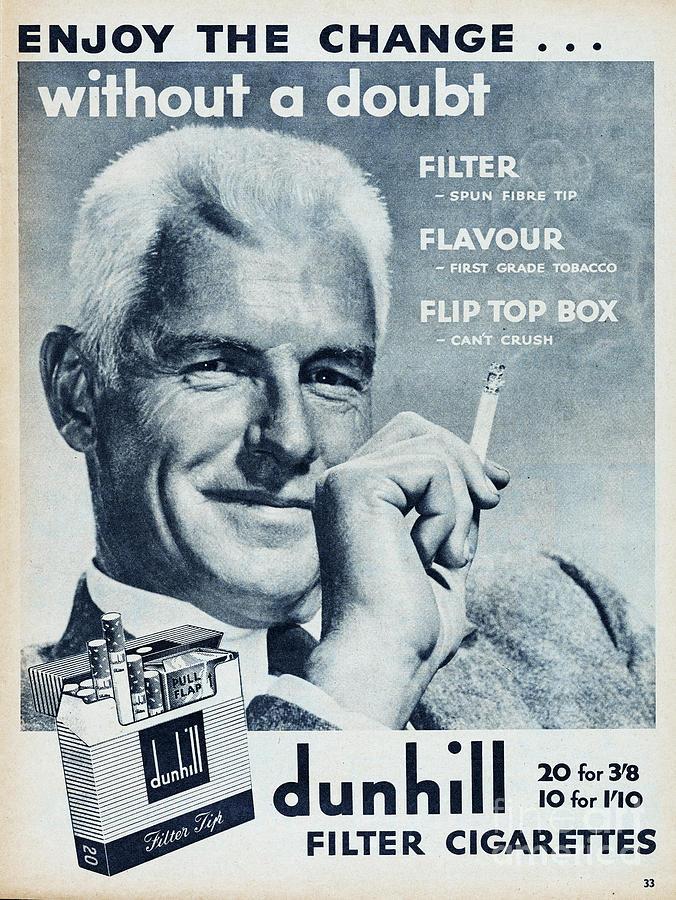 ENJOY THE CHANGE ...
without a doubt
FILTER
– SPUN FIBRE TIP
FLAVOUR
– FIRST GRADE TOBACCO
FLIP TOP BOX
– CAN'T CRUSH
PULL
FLAP
dunhill
Filter Tip
20
dunhill
20 for 3'8
10 for 1'10
FILTER CIGARETTES
33